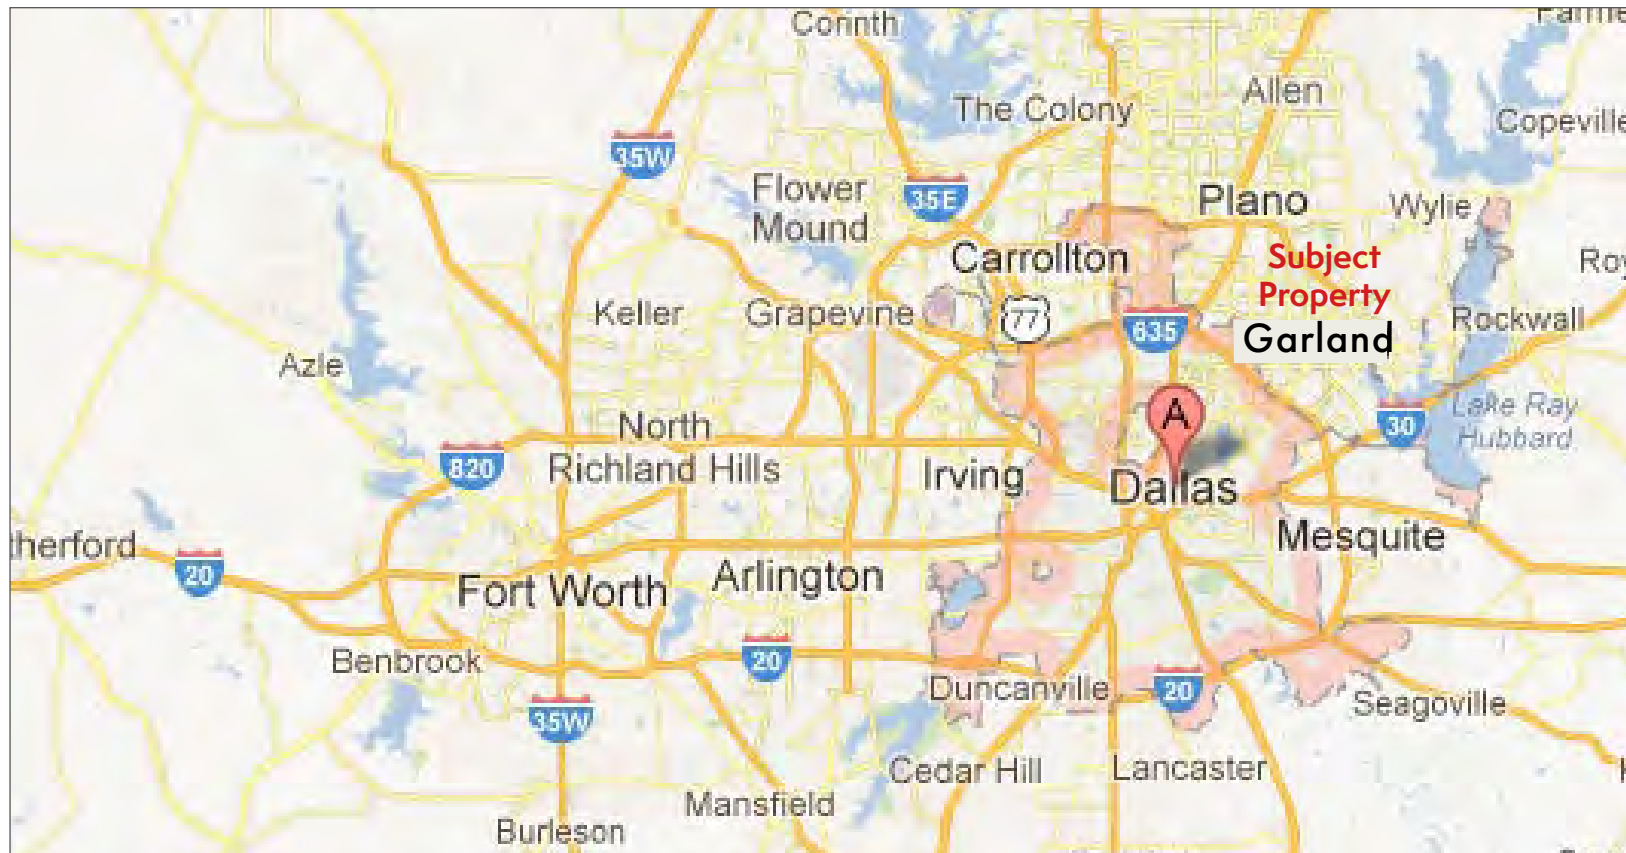 Corinth
The Colony
Allen
Copeville
35W
Flower
Mound
35E
Plano
Wylie
Carrollton
Subject
Property
Keller
Grapevine
77
635
Garland
Rockwall
Azle
A
Lake Ray
Hubbard
30
North
Richland Hills
820
Irving
Dallas
Mesquite
therford
20
Fort Worth
Arlington
Benbrook
20
Duncanville
20
Seagoville
35W
Cedar Hill
Lancaster
Mansfield
Burleson
Roy